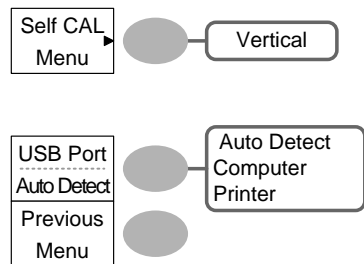 Self CAL
Menu
Vertical
USB Port
Auto Detect
Auto Detect
Computer
Printer
Previous
Menu